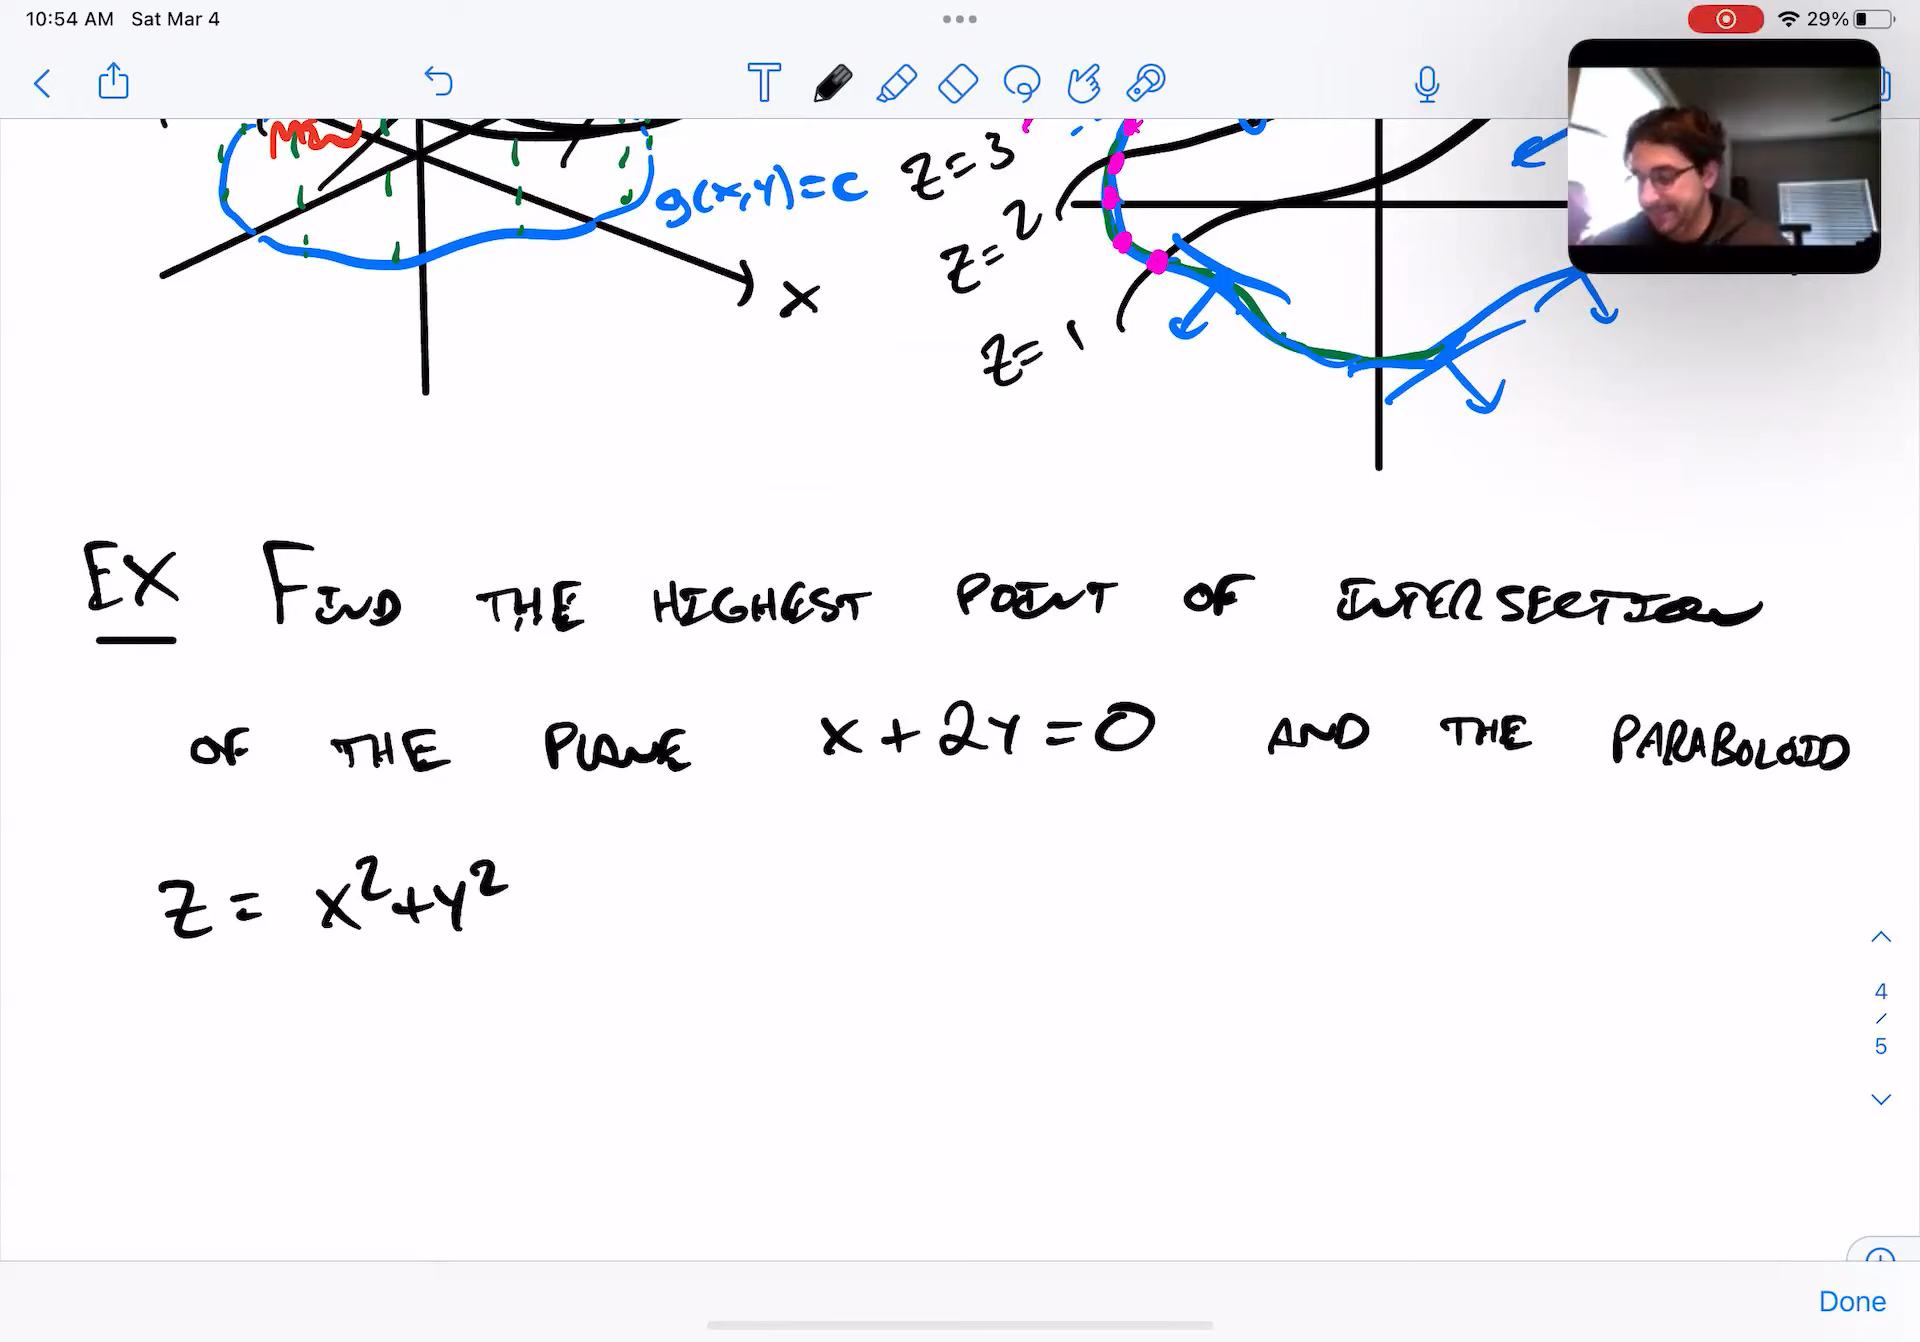 10:54 AM Sat Mar 4
29%
Min
g(x,y)=c
x
z=3
z=2
z=1
EX FIND THE HIGHEST POINT OF INTERSECTION
OF THE PLANE x+2y=0 AND THE PARABOLOID
z= x²+y²
4
/
5
Done